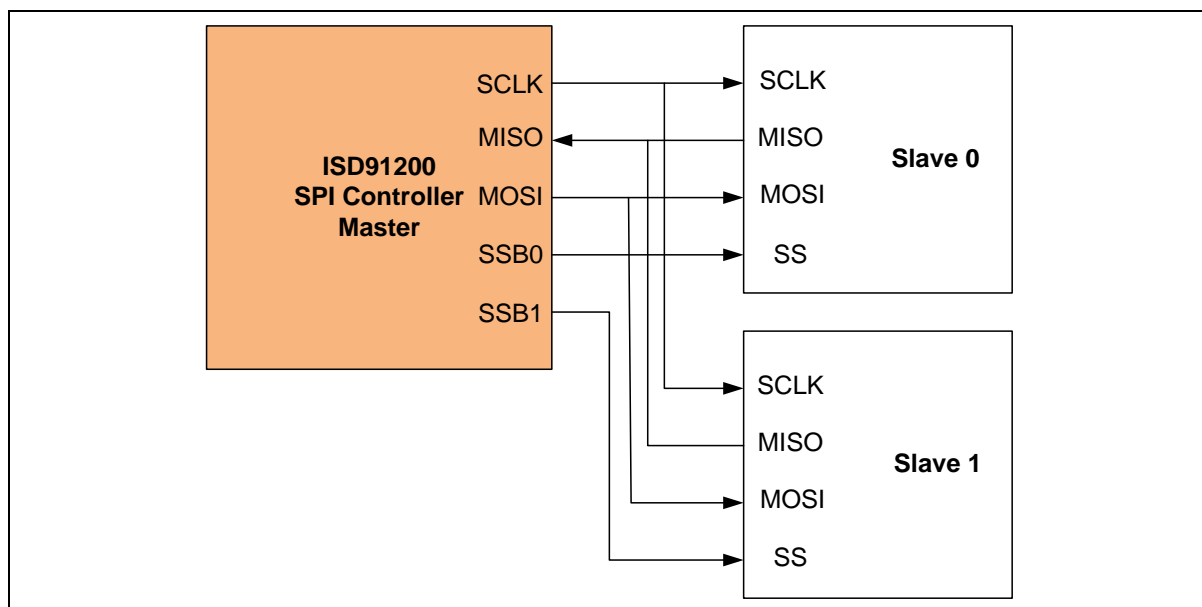 SCLK
MISO
ISD91200
SPI Controller
Master
MOSI
SSB0
SSB1
SCLK
MISO
Slave 0
MOSI
SS
SCLK
MISO
Slave 1
MOSI
SS